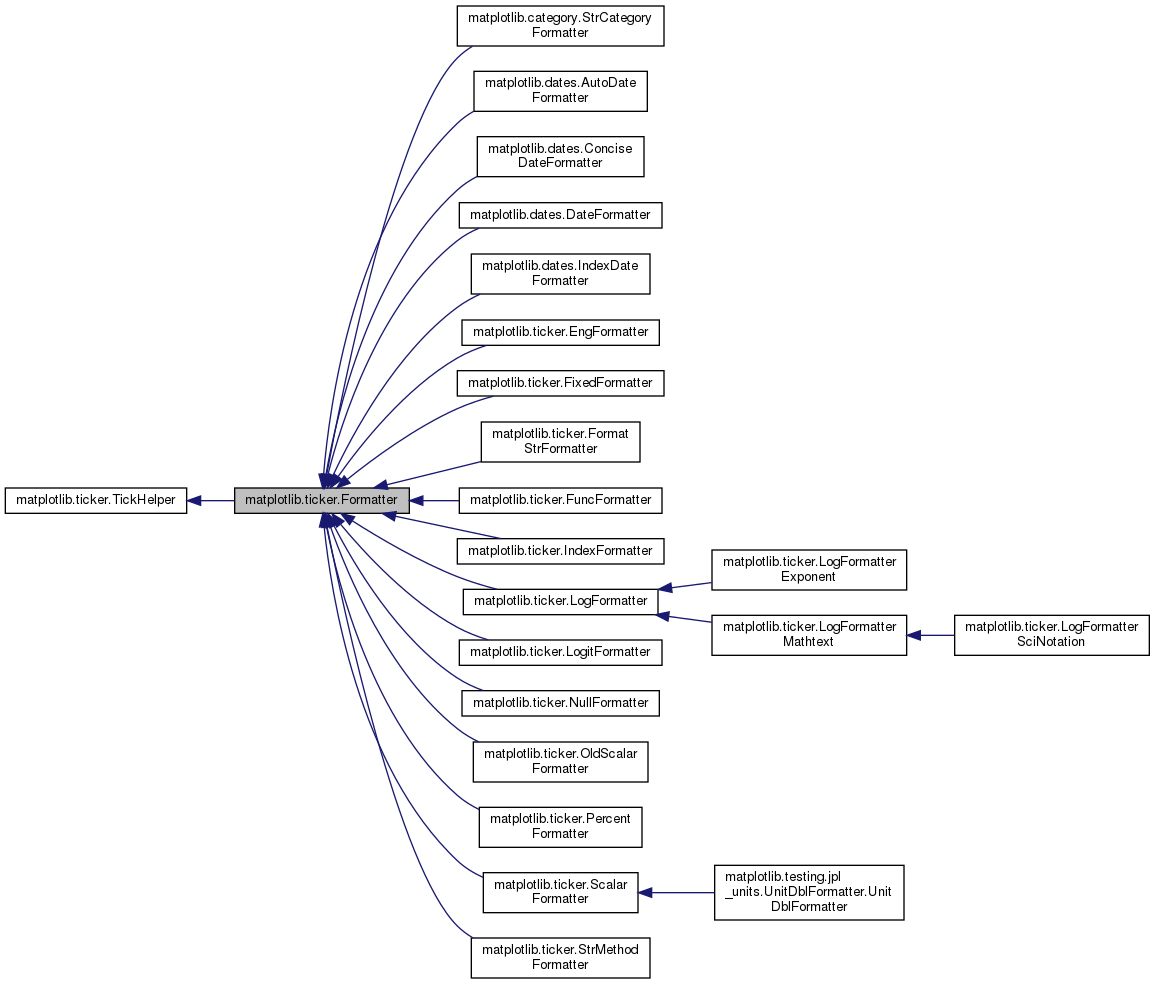 matplotlib.category.StrCategory
Formatter
matplotlib.dates.AutoDate
Formatter
matplotlib.dates.Concise
DateFormatter
matplotlib.dates.DateFormatter
matplotlib.dates.IndexDate
Formatter
matplotlib.ticker.EngFormatter
matplotlib.ticker.FixedFormatter
matplotlib.ticker.Format
StrFormatter
matplotlib.ticker.TickHelper
matplotlib.ticker.Formatter
matplotlib.ticker.FuncFormatter
matplotlib.ticker.IndexFormatter
matplotlib.ticker.LogFormatter
Exponent
matplotlib.ticker.LogFormatter
matplotlib.ticker.LogFormatter
Mathtext
matplotlib.ticker.LogFormatter
SciNotation
matplotlib.ticker.LogitFormatter
matplotlib.ticker.NullFormatter
matplotlib.ticker.OldScalar
Formatter
matplotlib.ticker.Percent
Formatter
matplotlib.ticker.Scalar
Formatter
matplotlib.testing.jpl
_units.UnitDblFormatter.Unit
DblFormatter
matplotlib.ticker.StrMethod
Formatter